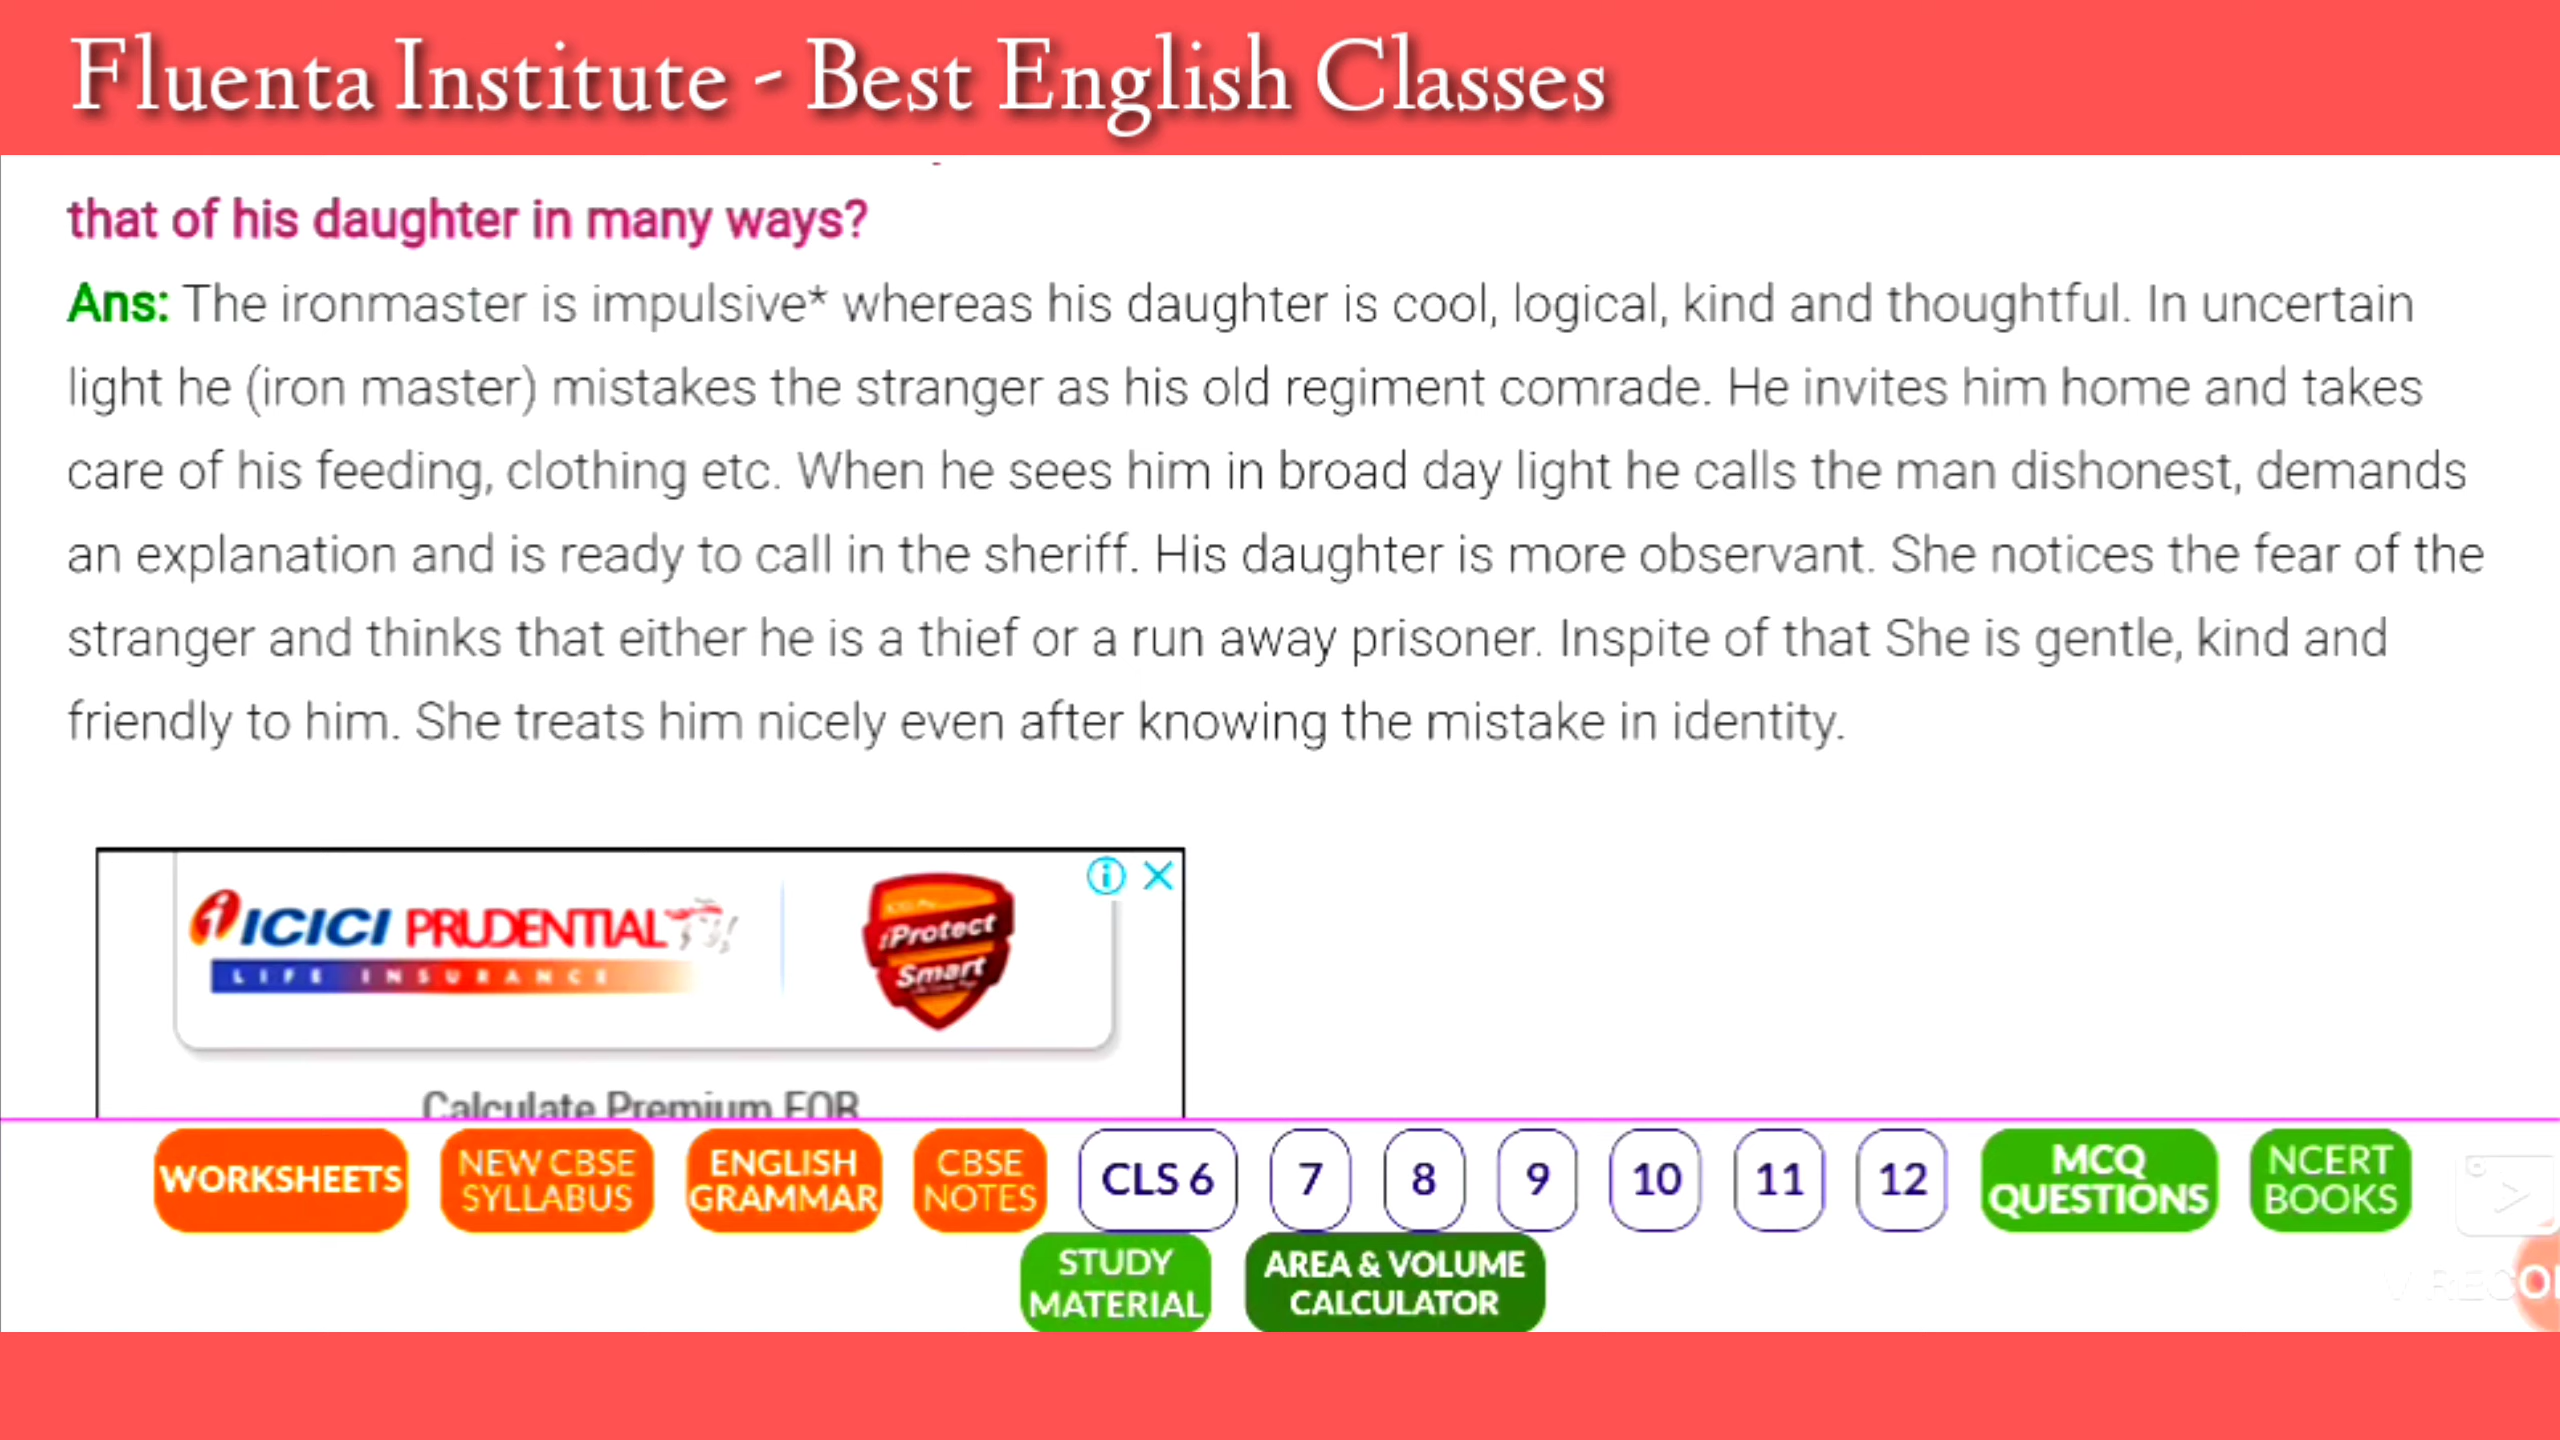 Fluenta Institute - Best English Classes
that of his daughter in many ways?
Ans: The ironmaster is impulsive* whereas his daughter is cool, logical, kind and thoughtful. In uncertain
light he (iron master) mistakes the stranger as his old regiment comrade. He invites him home and takes
care of his feeding, clothing etc. When he sees him in broad day light he calls the man dishonest, demands
an explanation and is ready to call in the sheriff. His daughter is more observant. She notices the fear of the
stranger and thinks that either he is a thief or a run away prisoner. Inspite of that She is gentle, kind and
friendly to him. She treats him nicely even after knowing the mistake in identity.
ICICI PRUDENTIAL
LIFE INSURANCE
iProtect
Smart
Calculate Premium FOR
WORKSHEETS
NEW CBSE
SYLLABUS
ENGLISH
GRAMMAR
CBSE
NOTES
CLS 6
7
8
9
10
11
12
MCQ
QUESTIONS
NCERT
BOOKS
STUDY
MATERIAL
AREA & VOLUME
CALCULATOR